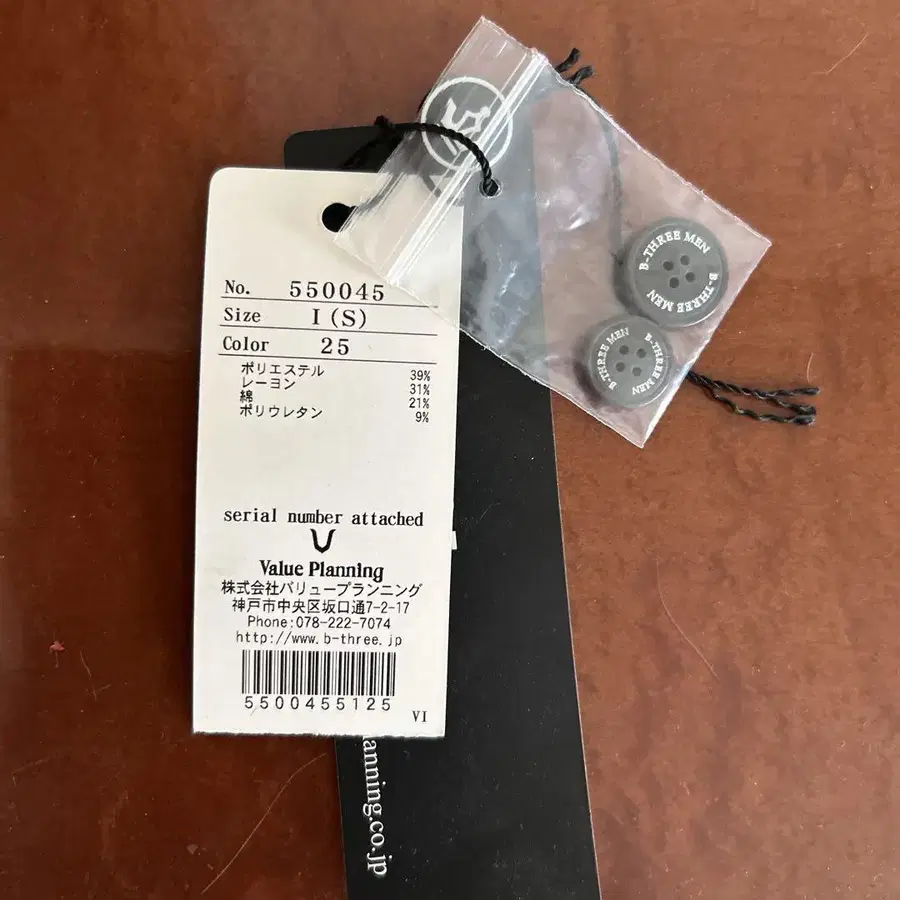 No. 550045
Size I(S)
Color 25
ポリエステル 39%
レーヨン 31%
綿 21%
ポリウレタン 9%
serial number attached
Value Planning
株式会社バリュープランニング
神戸市中央区坂口通7-2-17
Phone:078-222-7074
http://www.b-three.jp
5500455125
VI
anning.co.jp
B-THREE MEN
B-THREE MEN
B-THREE MEN
B-THREE MEN